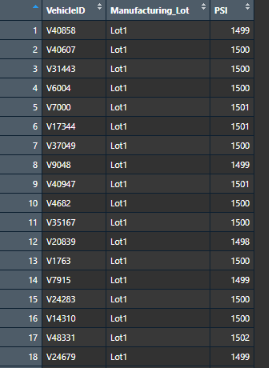 VehicleID Manufacturing_Lot PSI
1 V40858 Lot1 1499
2 V40607 Lot1 1500
3 V31443 Lot1 1500
4 V6004 Lot1 1500
5 V7000 Lot1 1501
6 V17344 Lot1 1501
7 V37049 Lot1 1500
8 V9048 Lot1 1499
9 V40947 Lot1 1501
10 V4682 Lot1 1500
11 V35167 Lot1 1500
12 V20839 Lot1 1498
13 V1763 Lot1 1500
14 V7915 Lot1 1499
15 V24283 Lot1 1500
16 V14310 Lot1 1500
17 V48331 Lot1 1502
18 V24679 Lot1 1499